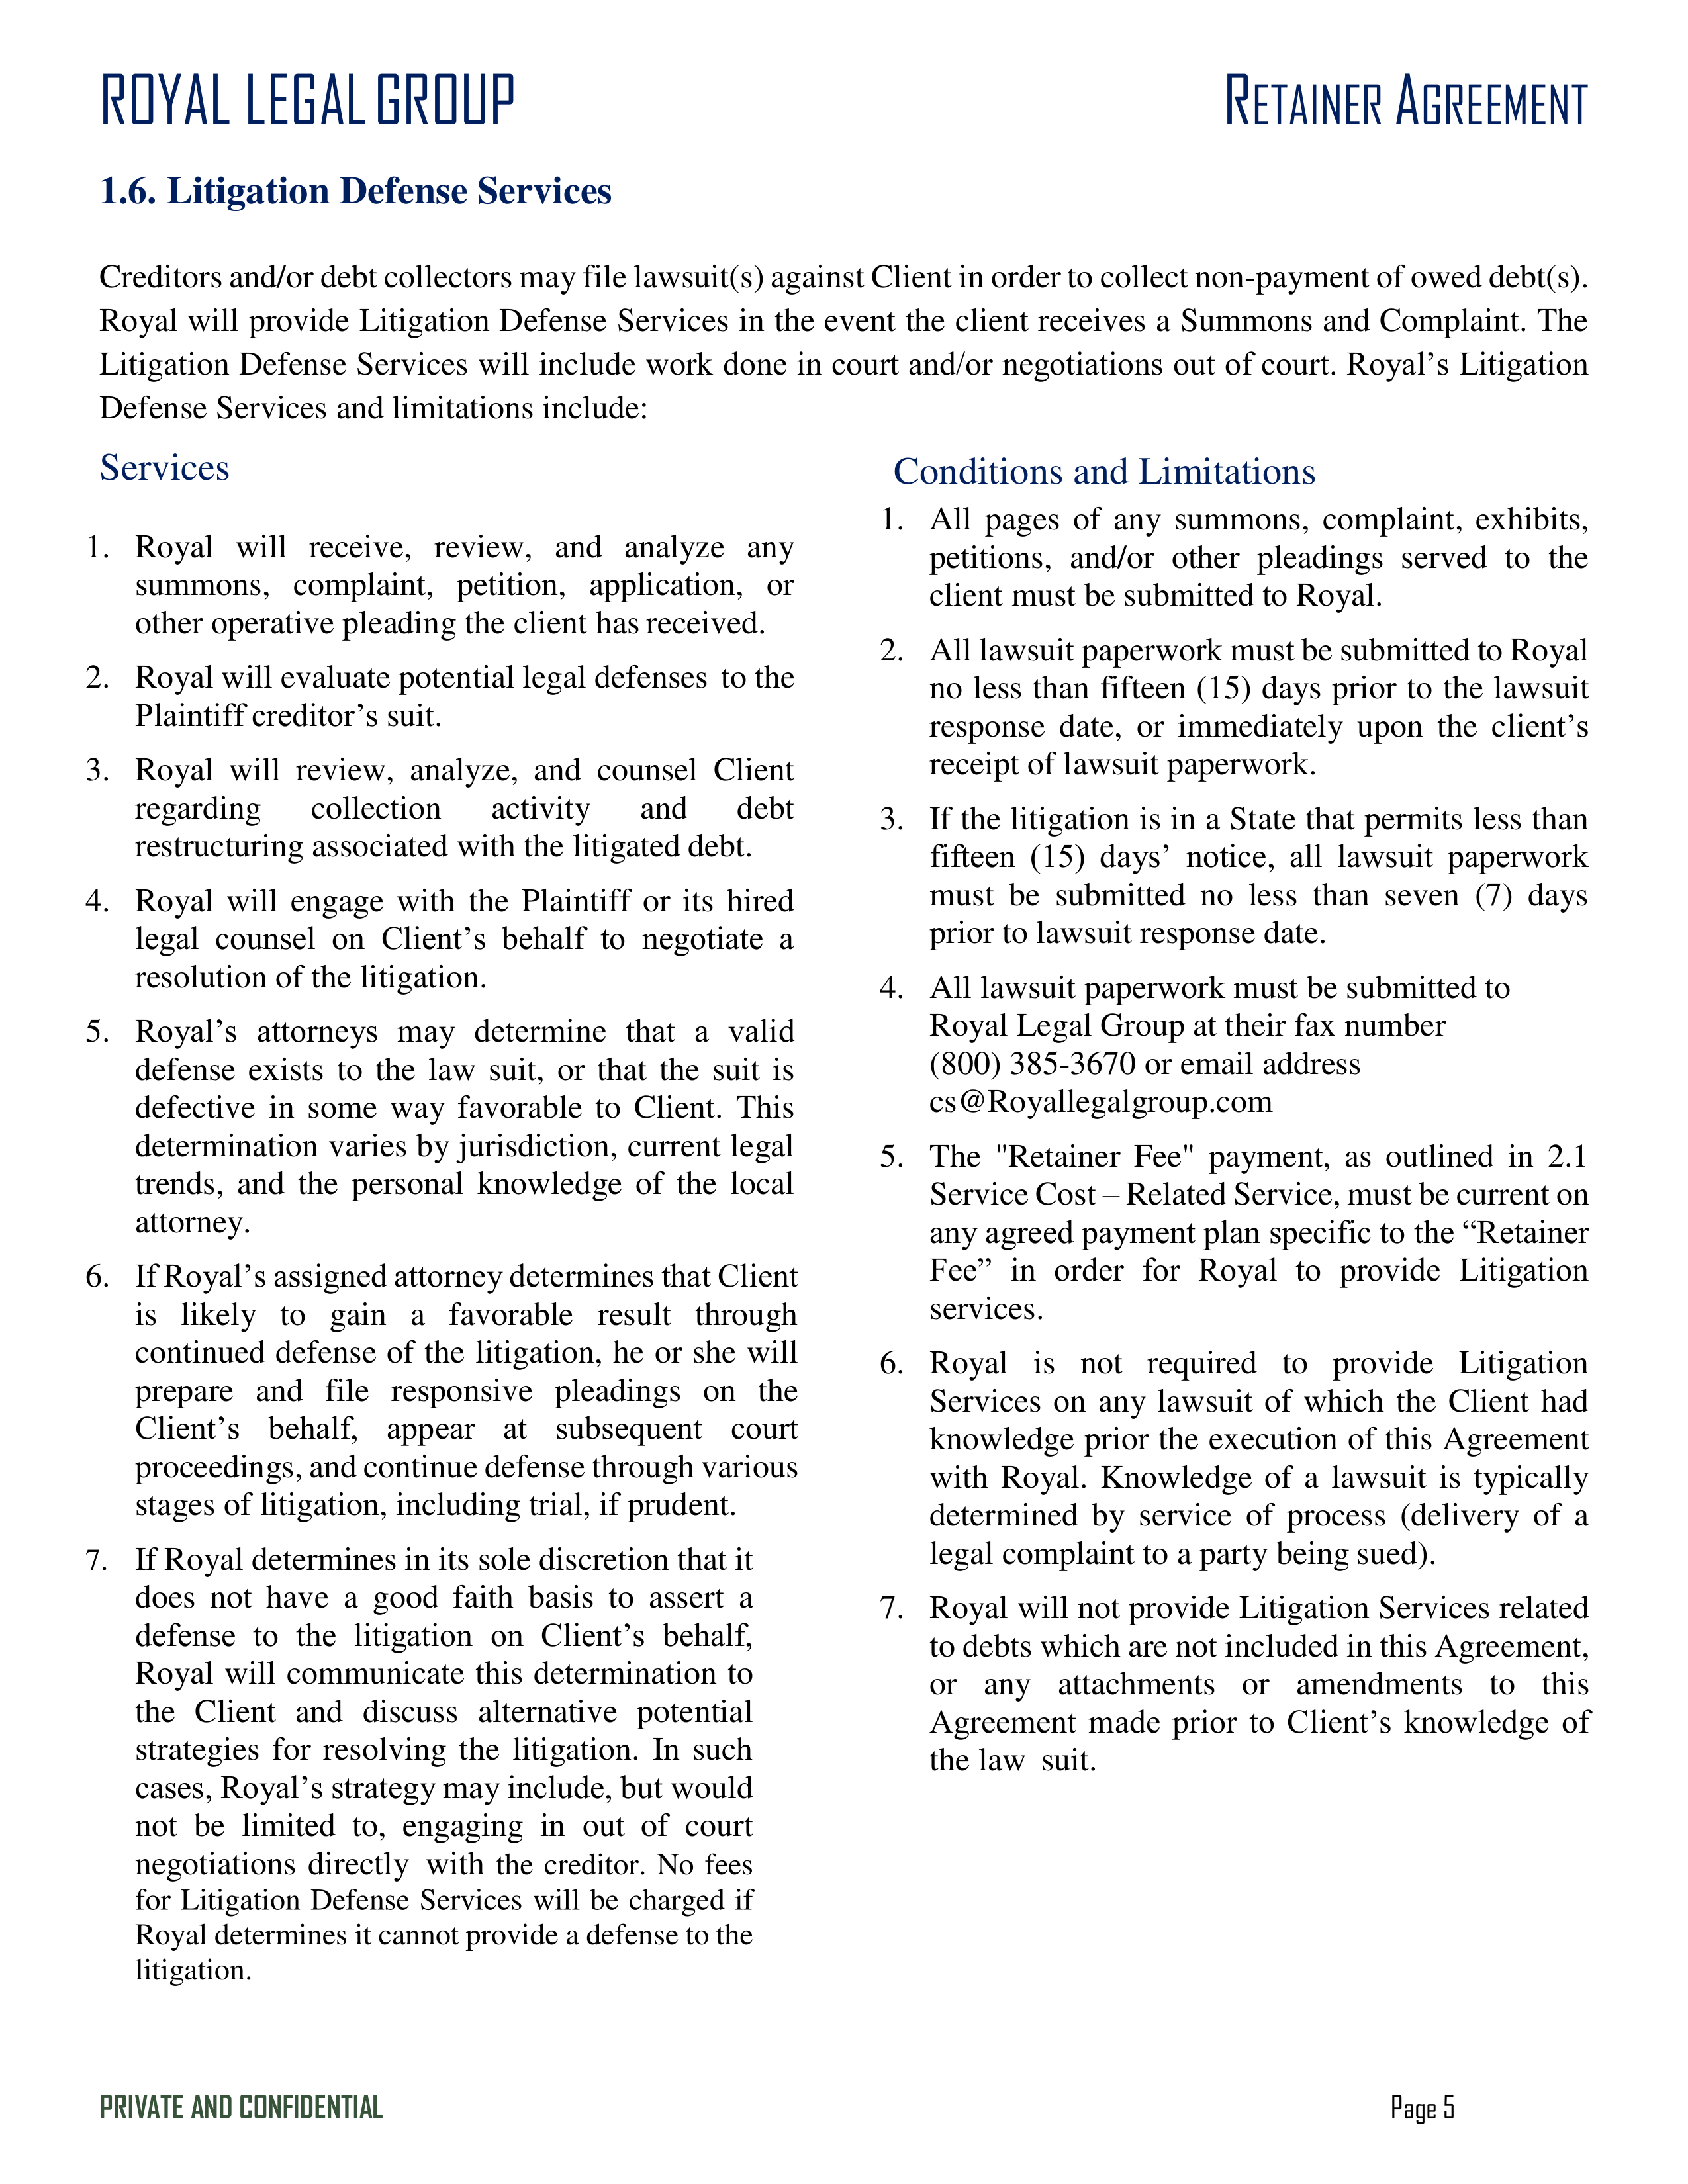 ROYAL LEGAL GROUP
RETAINER AGREEMENT
1.6. Litigation Defense Services
Creditors and/or debt collectors may file lawsuit(s) against Client in order to collect non-payment of owed debt(s).
Royal will provide Litigation Defense Services in the event the client receives a Summons and Complaint. The
Litigation Defense Services will include work done in court and/or negotiations out of court. Royal’s Litigation
Defense Services and limitations include:
Services
1. Royal will receive, review, and analyze any
summons, complaint, petition, application, or
other operative pleading the client has received.
2. Royal will evaluate potential legal defenses to the
Plaintiff creditor’s suit.
3. Royal will review, analyze, and counsel Client
regarding collection activity and debt
restructuring associated with the litigated debt.
4. Royal will engage with the Plaintiff or its hired
legal counsel on Client’s behalf to negotiate a
resolution of the litigation.
5. Royal’s attorneys may determine that a valid
defense exists to the law suit, or that the suit is
defective in some way favorable to Client. This
determination varies by jurisdiction, current legal
trends, and the personal knowledge of the local
attorney.
6. If Royal’s assigned attorney determines that Client
is likely to gain a favorable result through
continued defense of the litigation, he or she will
prepare and file responsive pleadings on the
Client’s behalf, appear at subsequent court
proceedings, and continue defense through various
stages of litigation, including trial, if prudent.
7. If Royal determines in its sole discretion that it
does not have a good faith basis to assert a
defense to the litigation on Client’s behalf,
Royal will communicate this determination to
the Client and discuss alternative potential
strategies for resolving the litigation. In such
cases, Royal’s strategy may include, but would
not be limited to, engaging in out of court
negotiations directly with the creditor. No fees
for Litigation Defense Services will be charged if
Royal determines it cannot provide a defense to the
litigation.
Conditions and Limitations
1. All pages of any summons, complaint, exhibits,
petitions, and/or other pleadings served to the
client must be submitted to Royal.
2. All lawsuit paperwork must be submitted to Royal
no less than fifteen (15) days prior to the lawsuit
response date, or immediately upon the client’s
receipt of lawsuit paperwork.
3. If the litigation is in a State that permits less than
fifteen (15) days’ notice, all lawsuit paperwork
must be submitted no less than seven (7) days
prior to lawsuit response date.
4. All lawsuit paperwork must be submitted to
Royal Legal Group at their fax number
(800) 385-3670 or email address
cs@Royallegalgroup.com
5. The "Retainer Fee" payment, as outlined in 2.1
Service Cost – Related Service, must be current on
any agreed payment plan specific to the “Retainer
Fee” in order for Royal to provide Litigation
services.
6. Royal is not required to provide Litigation
Services on any lawsuit of which the Client had
knowledge prior the execution of this Agreement
with Royal. Knowledge of a lawsuit is typically
determined by service of process (delivery of a
legal complaint to a party being sued).
7. Royal will not provide Litigation Services related
to debts which are not included in this Agreement,
or any attachments or amendments to this
Agreement made prior to Client’s knowledge of
the law suit.
PRIVATE AND CONFIDENTIAL
Page 5